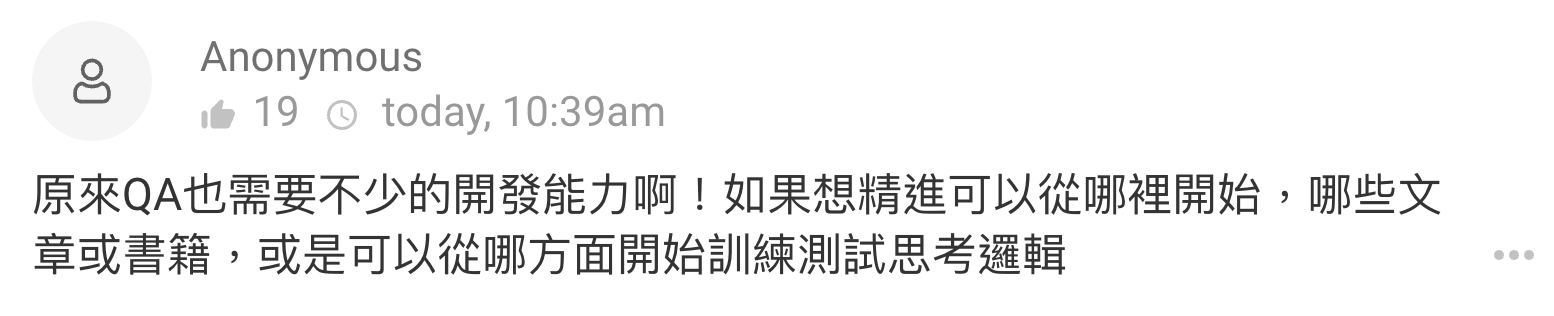 Anonymous
19 today, 10:39am
原來QA也需要不少的開發能力啊！如果想精進可以從哪裡開始，哪些文
章或書籍，或是可以從哪方面開始訓練測試思考邏輯